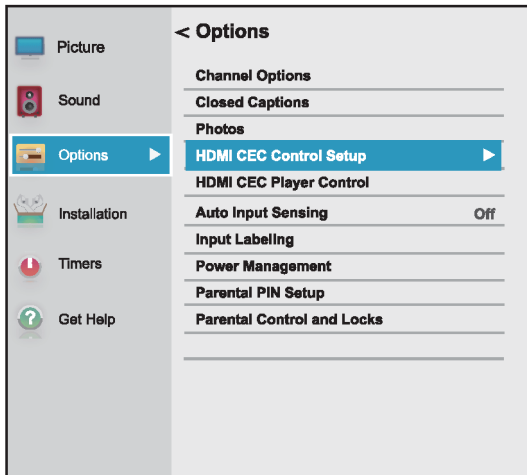 Picture
Sound
Options
Installation
Timers
Get Help
< Options
Channel Options
Closed Captions
Photos
HDMI CEC Control Setup
HDMI CEC Player Control
Auto Input Sensing Off
Input Labeling
Power Management
Parental PIN Setup
Parental Control and Locks